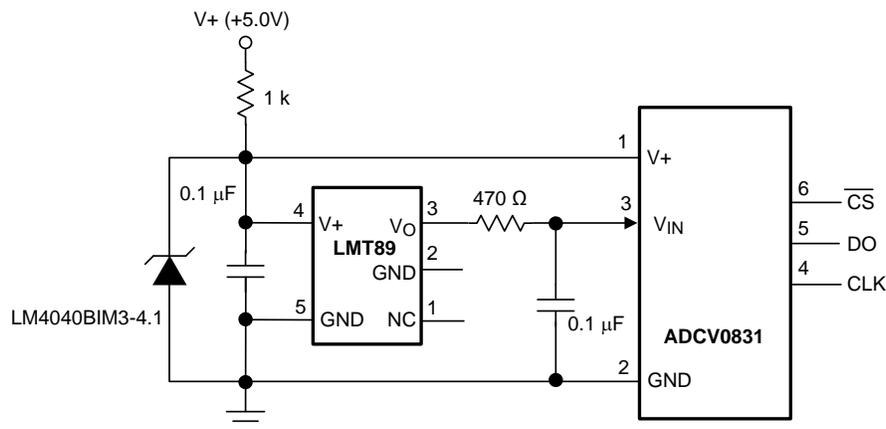 V+ (+5.0V)
1 k
0.1 μF
4
V+
VO
3
470 Ω
LMT89
GND
2
5
GND
NC
1
LM4040BIM3-4.1
0.1 μF
1
V+
3
VIN
ADCV0831
2
GND
6
C̅S̅
5
DO
4
CLK